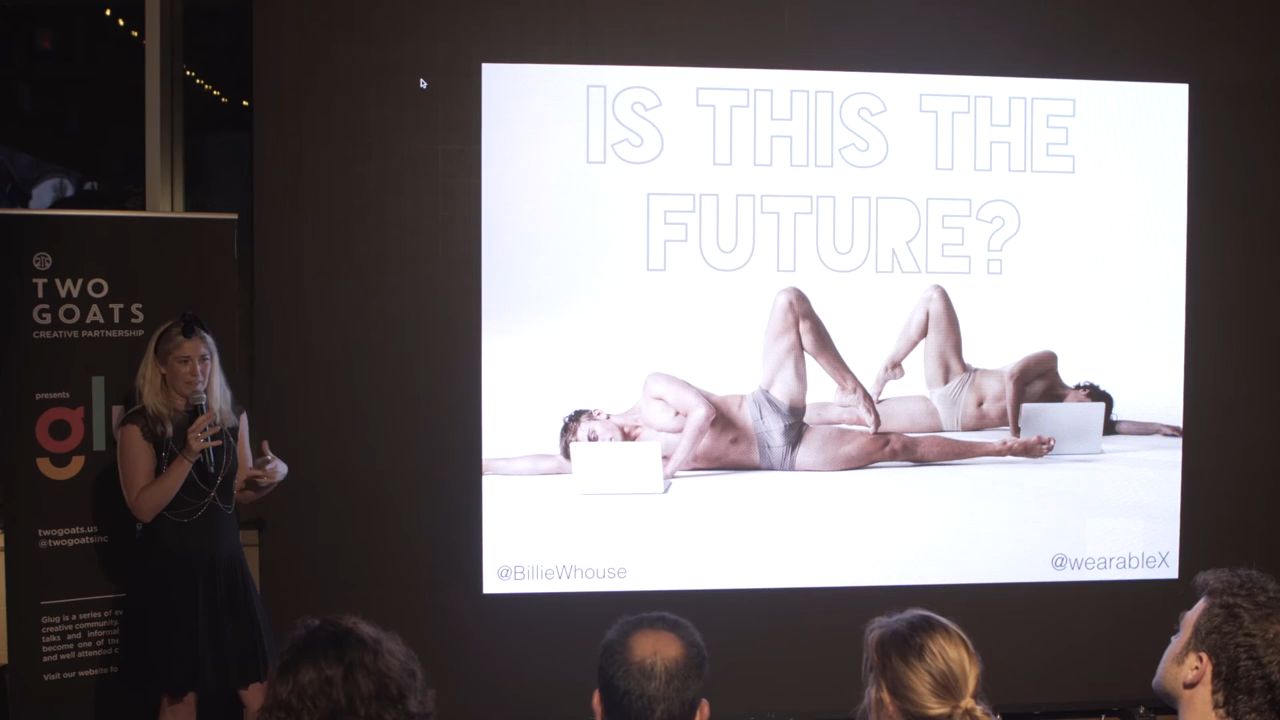 IS THIS THE
FUTURE?
@BillieWhouse
@wearableX
TWO
GOATS
CREATIVE PARTNERSHIP
presents
gl
twogoats.us
@twogoatsinc
Glug is a series of
creative community
talks and informal
become one of the
and well attended
Visit our website